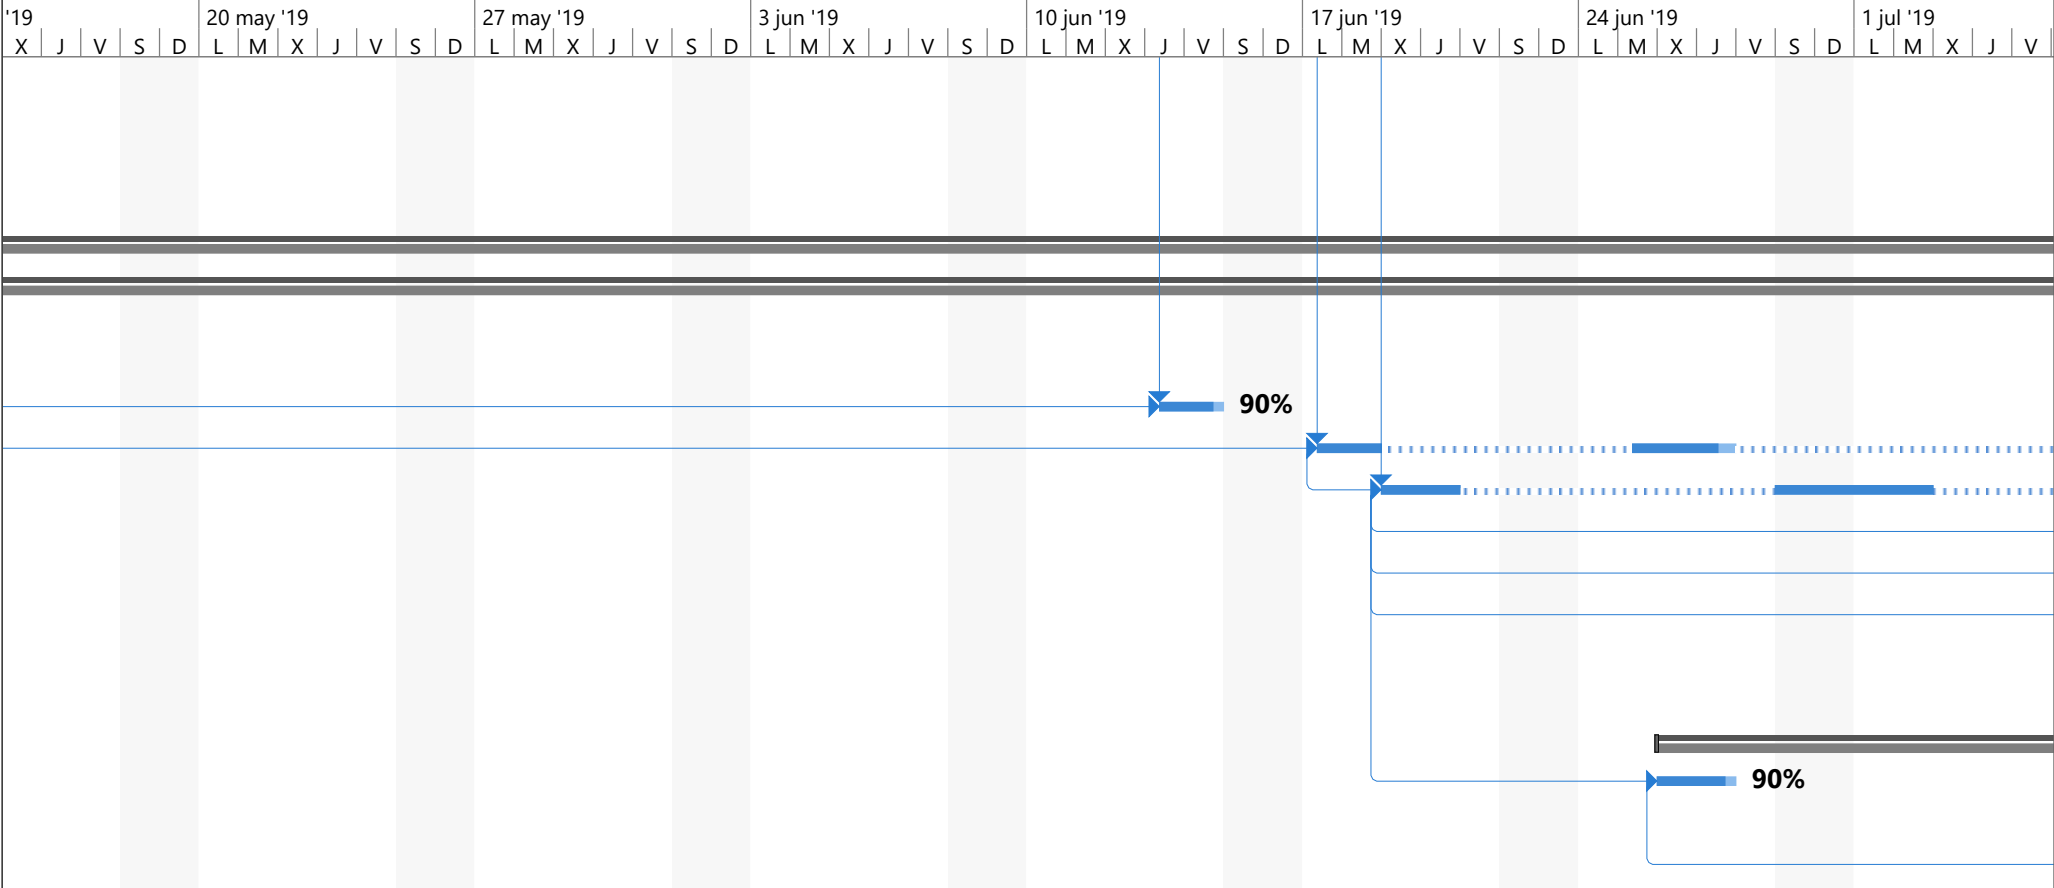 '19 20 may '19 27 may '19 3 jun '19 10 jun '19 17 jun '19 24 jun '19 1 jul '19
X J V S D L M X J V S D L M X J V S D L M X J V S D L M X J V S D L M X J V S D L M X J V S D L M X J V
90%
90%